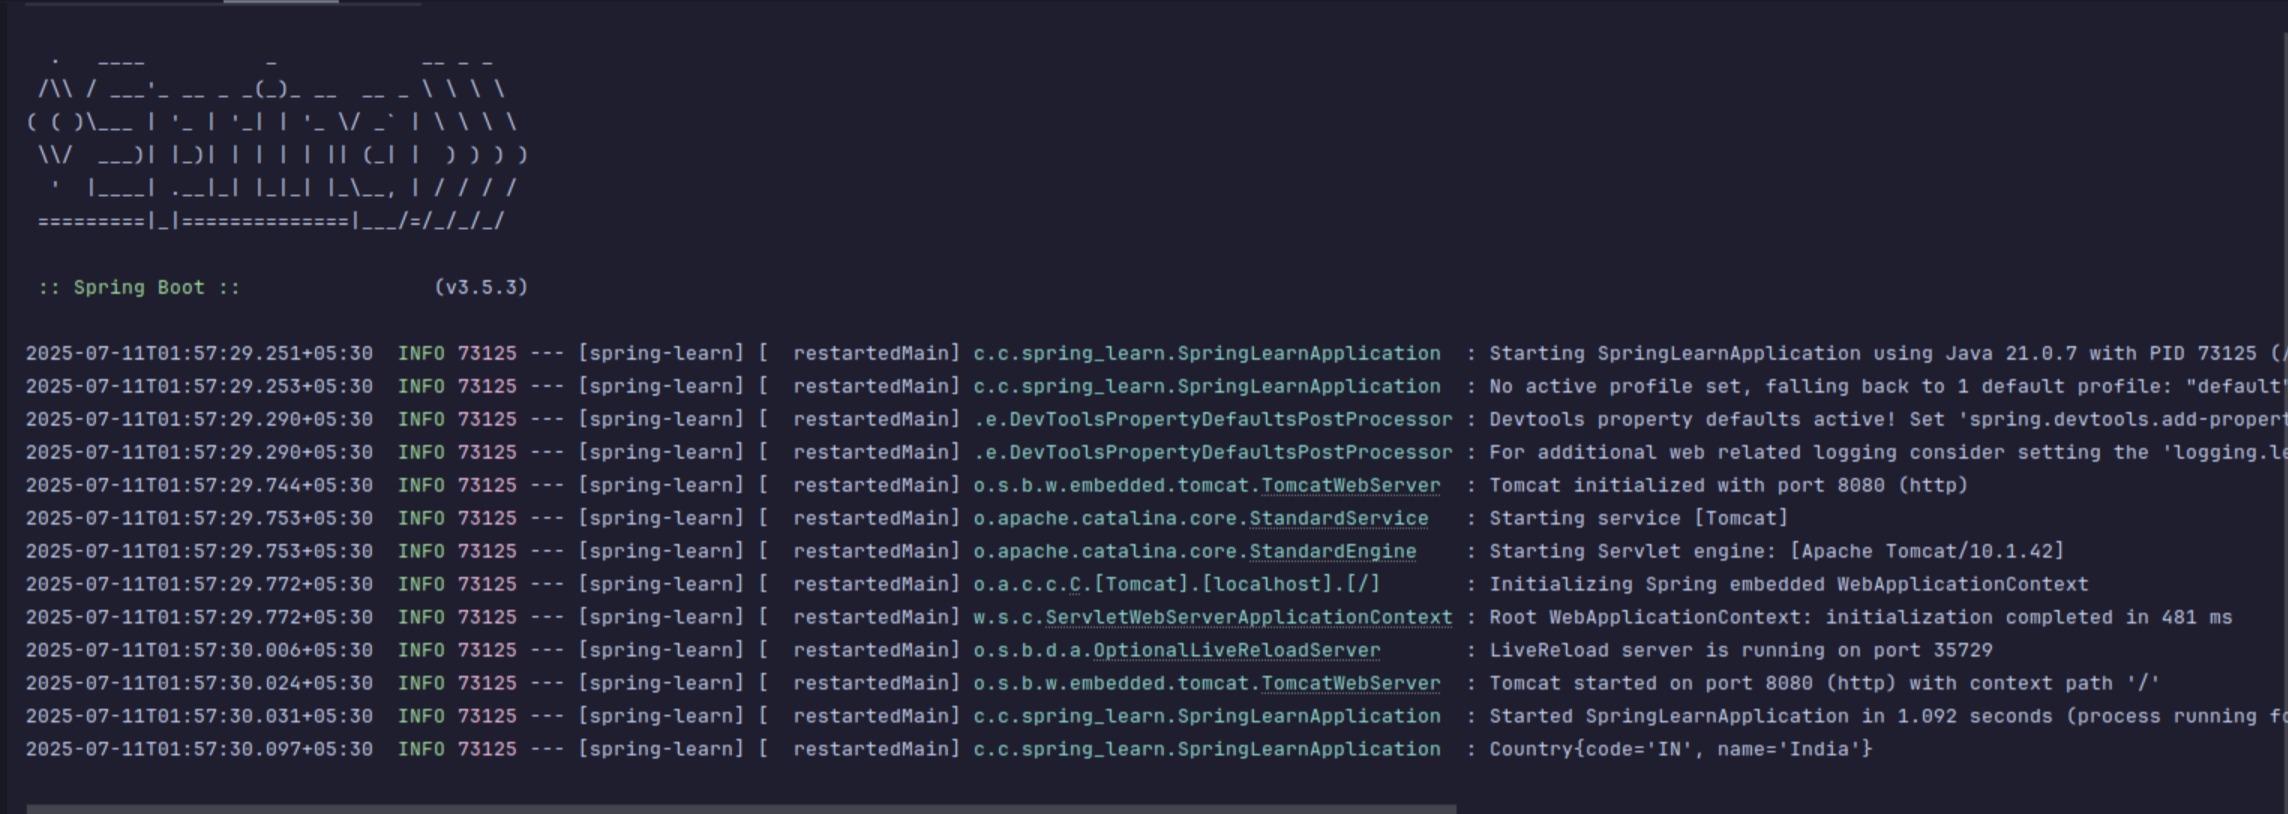 .   ____          _            __ _ _
 /\\ / ___'_ __ _ _(_)_ __  __ _ \ \ \ \
( ( )\___ | '_ | '_| | '_ \/ _` | \ \ \ \
 \\/  ___)| |_)| | | | | || (_| |  ) ) ) )
  '  |____| .__|_| |_|_| |_\__, | / / / /
 =========|_|==============|___/=/_/_/_/
 :: Spring Boot ::                (v3.5.3)
2025-07-11T01:57:29.251+05:30  INFO 73125 --- [spring-learn] [  restartedMain] c.c.spring_learn.SpringLearnApplication  : Starting SpringLearnApplication using Java 21.0.7 with PID 73125 (/
2025-07-11T01:57:29.253+05:30  INFO 73125 --- [spring-learn] [  restartedMain] c.c.spring_learn.SpringLearnApplication  : No active profile set, falling back to 1 default profile: "default"
2025-07-11T01:57:29.290+05:30  INFO 73125 --- [spring-learn] [  restartedMain] .e.DevToolsPropertyDefaultsPostProcessor : Devtools property defaults active! Set 'spring.devtools.add-propert
2025-07-11T01:57:29.290+05:30  INFO 73125 --- [spring-learn] [  restartedMain] .e.DevToolsPropertyDefaultsPostProcessor : For additional web related logging consider setting the 'logging.le
2025-07-11T01:57:29.744+05:30  INFO 73125 --- [spring-learn] [  restartedMain] o.s.b.w.embedded.tomcat.TomcatWebServer  : Tomcat initialized with port 8080 (http)
2025-07-11T01:57:29.753+05:30  INFO 73125 --- [spring-learn] [  restartedMain] o.apache.catalina.core.StandardService   : Starting service [Tomcat]
2025-07-11T01:57:29.753+05:30  INFO 73125 --- [spring-learn] [  restartedMain] o.apache.catalina.core.StandardEngine    : Starting Servlet engine: [Apache Tomcat/10.1.42]
2025-07-11T01:57:29.772+05:30  INFO 73125 --- [spring-learn] [  restartedMain] o.a.c.c.C.[Tomcat].[localhost].[/]       : Initializing Spring embedded WebApplicationContext
2025-07-11T01:57:29.772+05:30  INFO 73125 --- [spring-learn] [  restartedMain] w.s.c.ServletWebServerApplicationContext : Root WebApplicationContext: initialization completed in 481 ms
2025-07-11T01:57:30.006+05:30  INFO 73125 --- [spring-learn] [  restartedMain] o.s.b.d.a.OptionalLiveReloadServer       : LiveReload server is running on port 35729
2025-07-11T01:57:30.024+05:30  INFO 73125 --- [spring-learn] [  restartedMain] o.s.b.w.embedded.tomcat.TomcatWebServer  : Tomcat started on port 8080 (http) with context path '/'
2025-07-11T01:57:30.031+05:30  INFO 73125 --- [spring-learn] [  restartedMain] c.c.spring_learn.SpringLearnApplication  : Started SpringLearnApplication in 1.092 seconds (process running fo
2025-07-11T01:57:30.097+05:30  INFO 73125 --- [spring-learn] [  restartedMain] c.c.spring_learn.SpringLearnApplication  : Country{code='IN', name='India'}